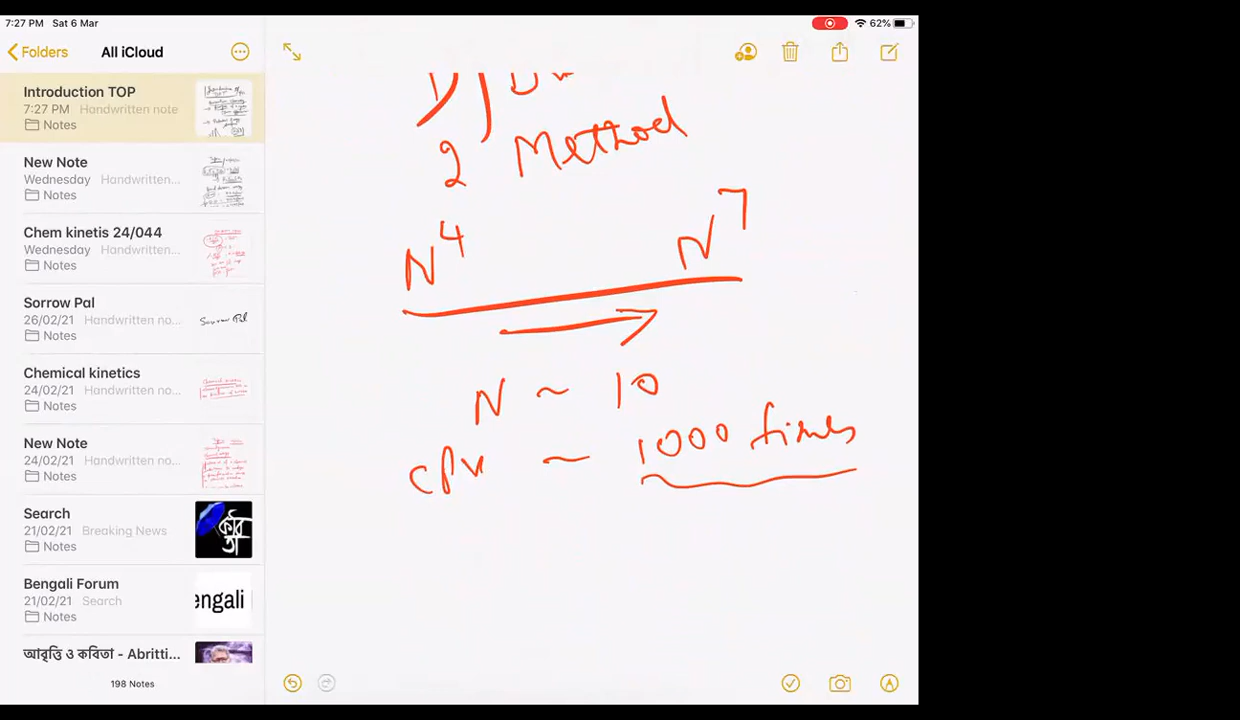 7:27 PM Sat 6 Mar
62%
Folders
All iCloud
Introduction TOP
7:27 PM Handwritten note
Notes
New Note
Wednesday Handwritten...
Notes
Chem kinetis 24/044
Wednesday Handwritten...
Notes
Sorrow Pal
26/02/21 Handwritten no...
Notes
Chemical kinetics
24/02/21 Handwritten no...
Notes
New Note
24/02/21 Handwritten no...
Notes
Search
21/02/21 Breaking News
Notes
Bengali Forum
21/02/21 Search
Notes
engali
আবৃত্তি ও কবিতা - Abritti...
198 Notes
2 Method
N⁴ N⁷
N ~ 10
CPU ~ 1000 times